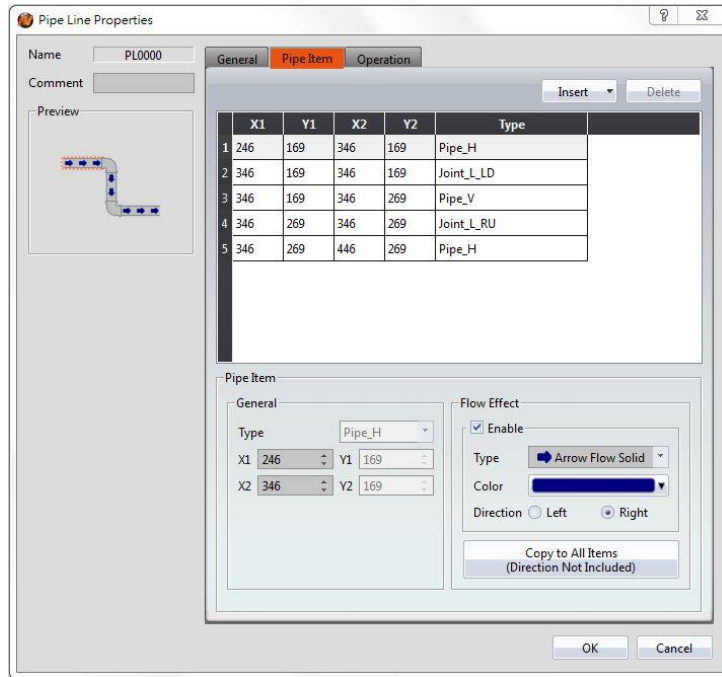 Pipe Line Properties
Name PL0000
Comment
Preview
General Pipe Item Operation
Insert Delete
X1 Y1 X2 Y2 Type
1 246 169 346 169 Pipe_H
2 346 169 346 169 Joint_L_LD
3 346 169 346 269 Pipe_V
4 346 269 346 269 Joint_L_RU
5 346 269 446 269 Pipe_H
Pipe Item
General
Type Pipe_H
X1 246 Y1 169
X2 346 Y2 169
Flow Effect
Enable
Type Arrow Flow Solid
Color
Direction Left Right
Copy to All Items
(Direction Not Included)
OK Cancel